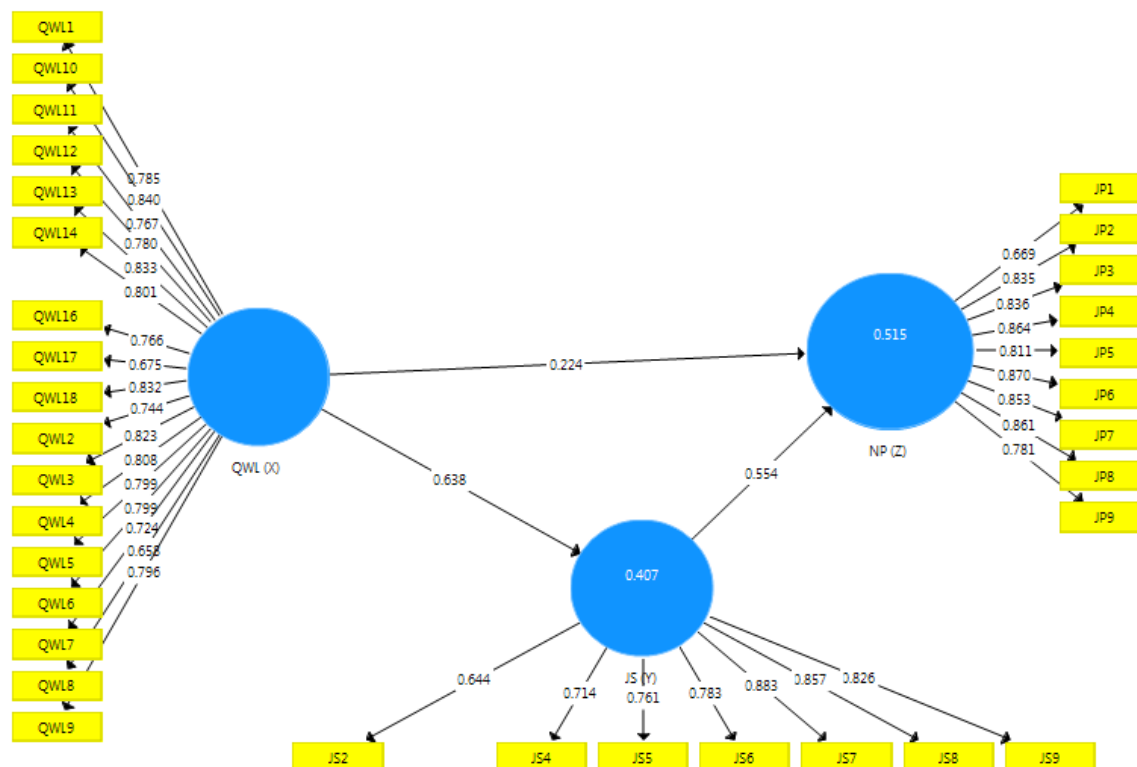 QWL1
QWL10
QWL11
QWL12
QWL13
QWL14
QWL16
QWL17
QWL18
QWL2
QWL3
QWL4
QWL5
QWL6
QWL7
QWL8
QWL9
0.785
0.840
0.767
0.780
0.833
0.801
0.766
0.675
0.832
0.744
0.823
0.808
0.799
0.799
0.724
0.658
0.796
QWL (X)
0.224
0.638
0.554
0.515
NP (Z)
0.669
0.835
0.836
0.864
0.811
0.870
0.853
0.861
0.781
JP1
JP2
JP3
JP4
JP5
JP6
JP7
JP8
JP9
0.407
JS (Y)
0.644
0.714
0.761
0.783
0.883
0.857
0.826
JS2
JS4
JS5
JS6
JS7
JS8
JS9